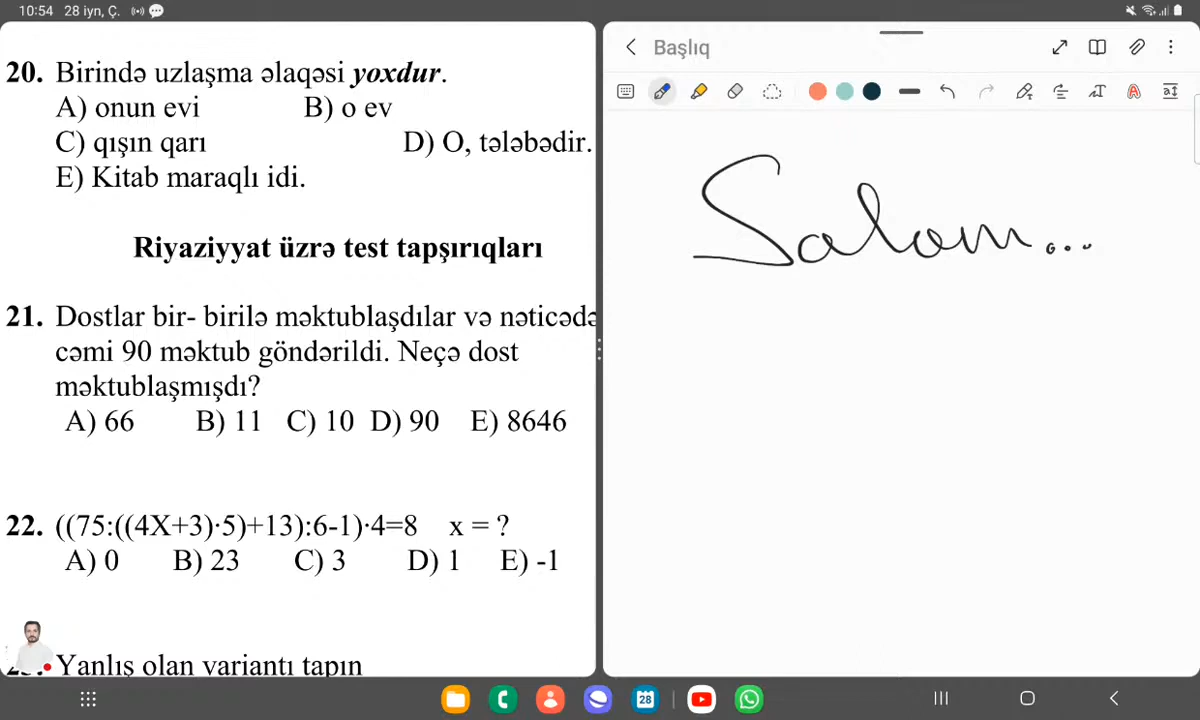 10:54 28 iyn, Ç.
20. Birində uzlaşma əlaqəsi yoxdur.
A) onun evi B) o ev
C) qışın qarı D) O, tələbədir.
E) Kitab maraqlı idi.
Riyaziyyat üzrə test tapşırıqları
21. Dostlar bir- birilə məktublaşdılar və nəticədə
cəmi 90 məktub göndərildi. Neçə dost
məktublaşmışdı?
A) 66 B) 11 C) 10 D) 90 E) 8646
22. ((75:((4X+3)·5)+13):6-1)·4=8 x = ?
A) 0 B) 23 C) 3 D) 1 E) -1
Yanlış olan variantı tapın
Başlıq
Salam...
28